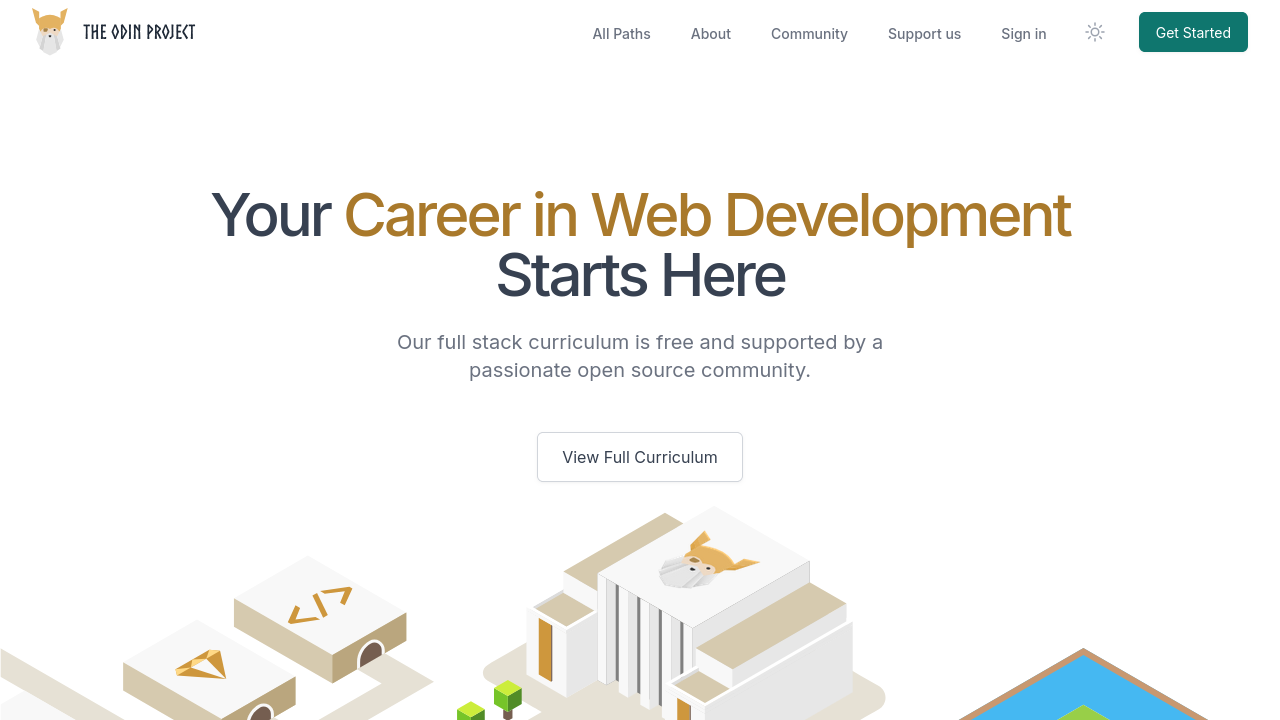 THE ODIN PROJECT
All Paths
About
Community
Support us
Sign in
Get Started
Your Career in Web Development
Starts Here
Our full stack curriculum is free and supported by a
passionate open source community.
View Full Curriculum